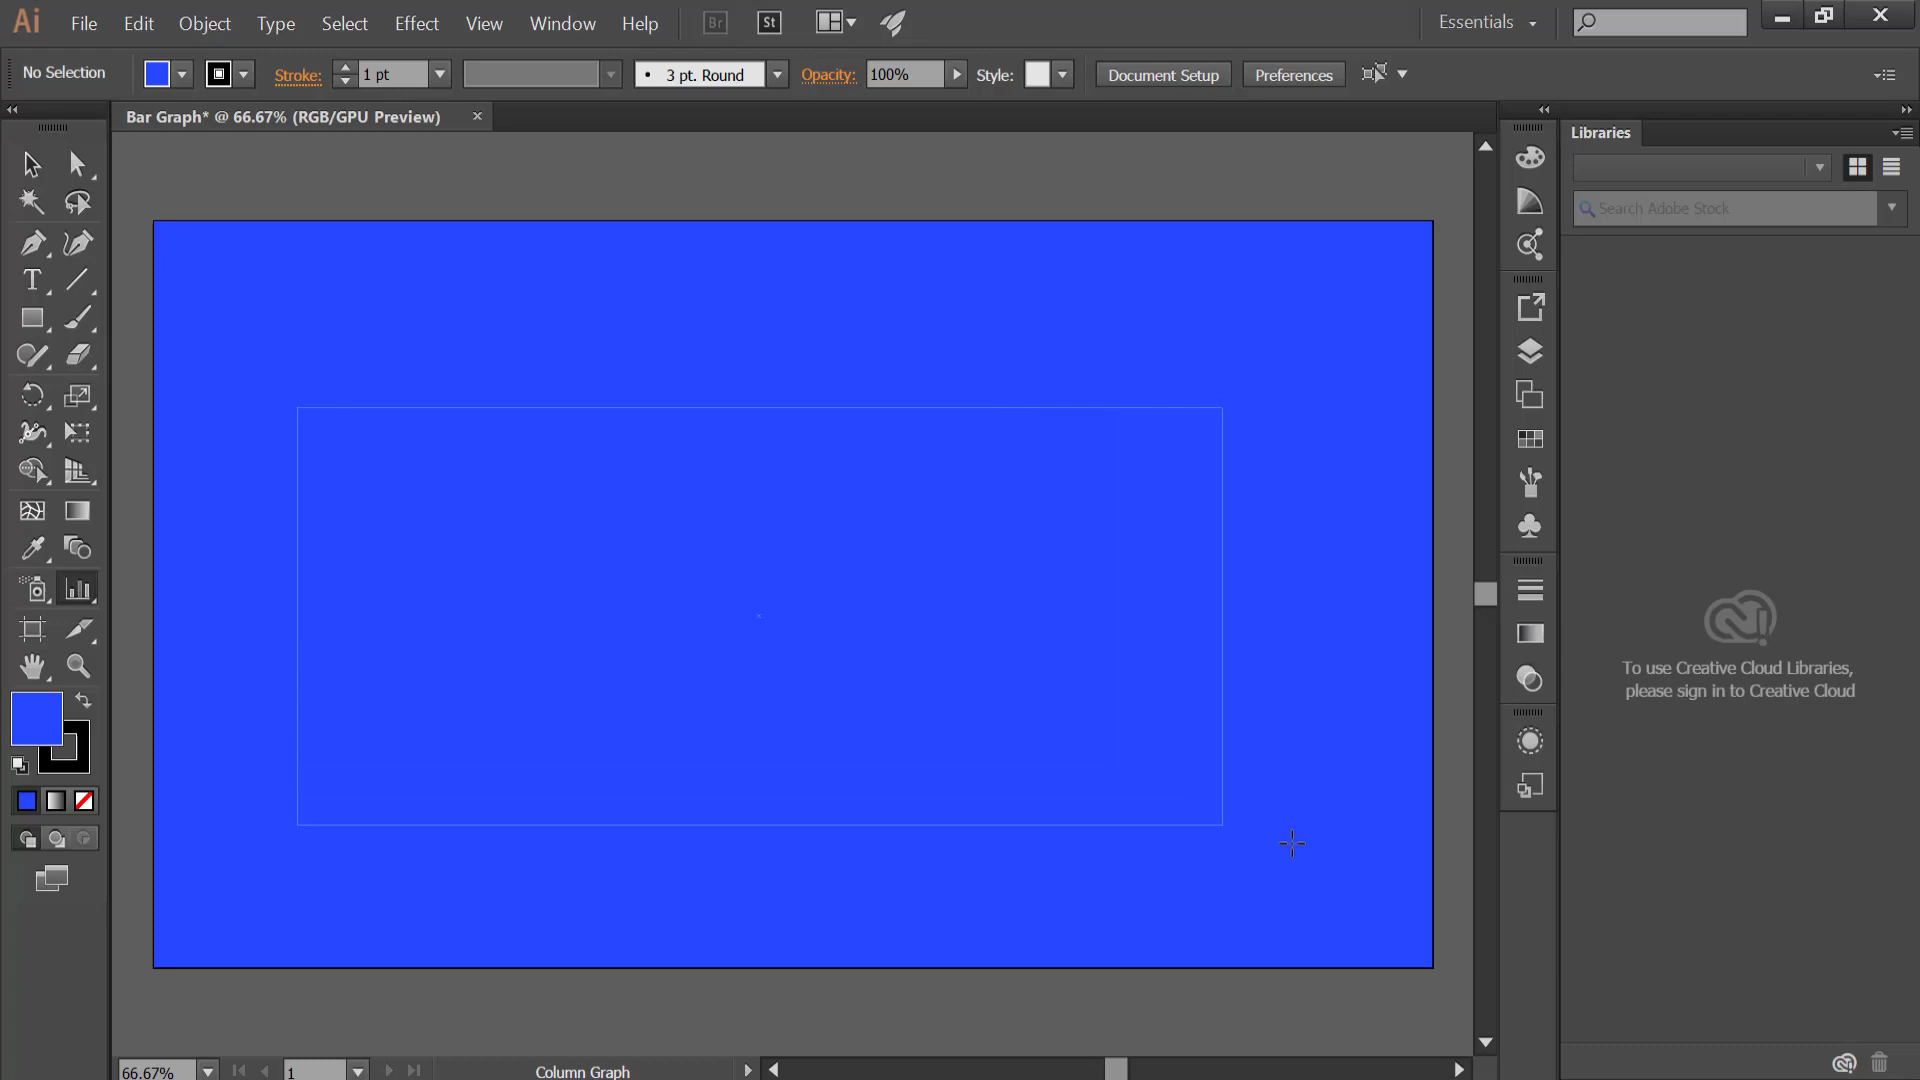 Ai File Edit Object Type Select Effect View Window Help Br St Essentials
No Selection Stroke: 1 pt • 3 pt. Round Opacity: 100% Style: Document Setup Preferences
Bar Graph* @ 66.67% (RGB/GPU Preview) ×
Libraries
Search Adobe Stock
To use Creative Cloud Libraries,
please sign in to Creative Cloud
66.67% 1 Column Graph